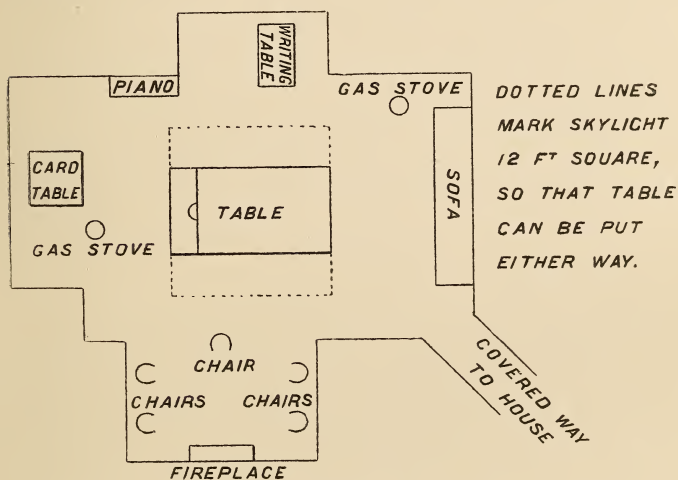 WRITING
TABLE
PIANO
GAS STOVE
DOTTED LINES
MARK SKYLIGHT
12 FT SQUARE,
SO THAT TABLE
CAN BE PUT
EITHER WAY.
CARD
TABLE
TABLE
SOFA
GAS STOVE
CHAIR
CHAIRS
CHAIRS
COVERED WAY
TO HOUSE
FIREPLACE